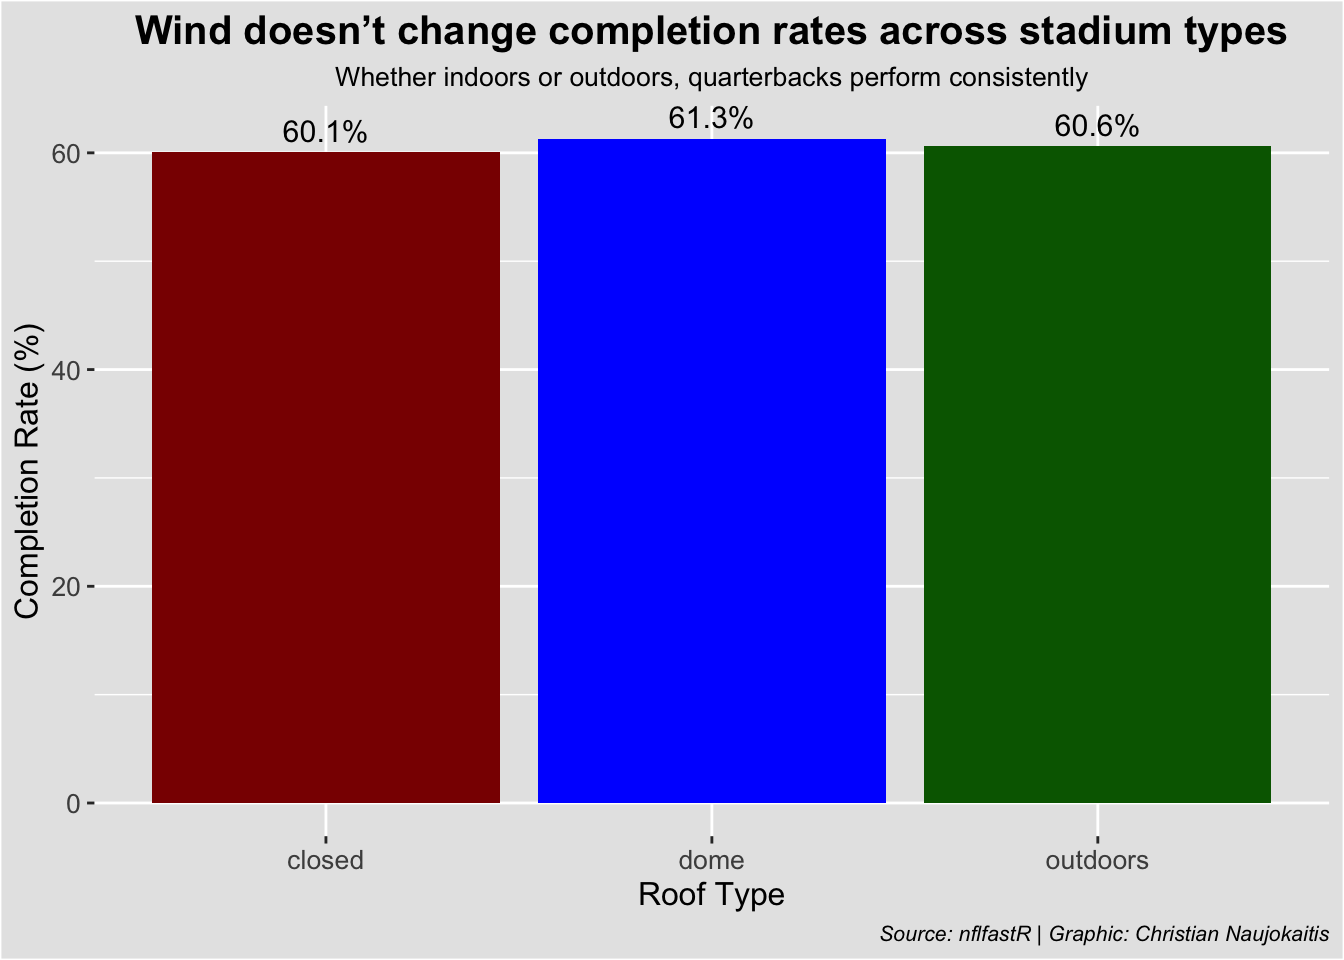 Wind doesn’t change completion rates across stadium types
Whether indoors or outdoors, quarterbacks perform consistently
60.1%
61.3%
60.6%
60
40
20
0
Completion Rate (%)
closed
dome
outdoors
Roof Type
Source: nflfastR | Graphic: Christian Naujokaitis